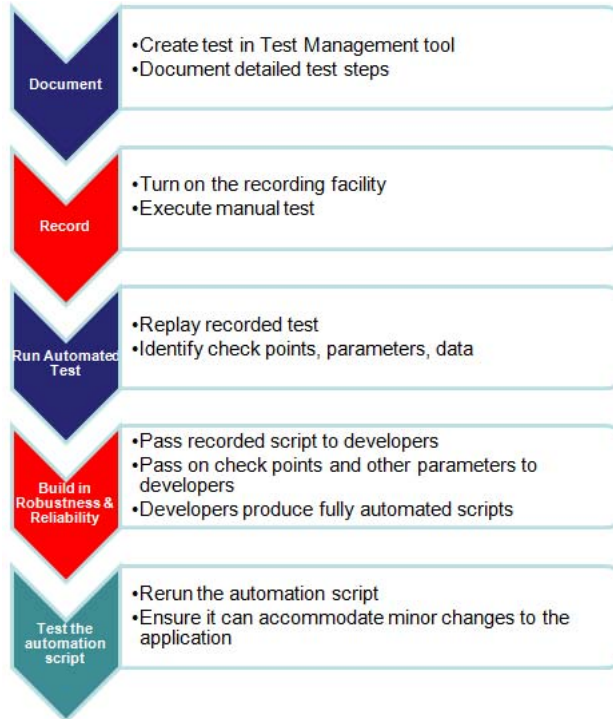 Document
•Create test in Test Management tool
•Document detailed test steps
Record
•Turn on the recording facility
•Execute manual test
Run Automated
Test
•Replay recorded test
•Identify check points, parameters, data
Build in
Robustness &
Reliability
•Pass recorded script to developers
•Pass on check points and other parameters to
developers
•Developers produce fully automated scripts
Test the
automation
script
•Rerun the automation script
•Ensure it can accommodate minor changes to the
application